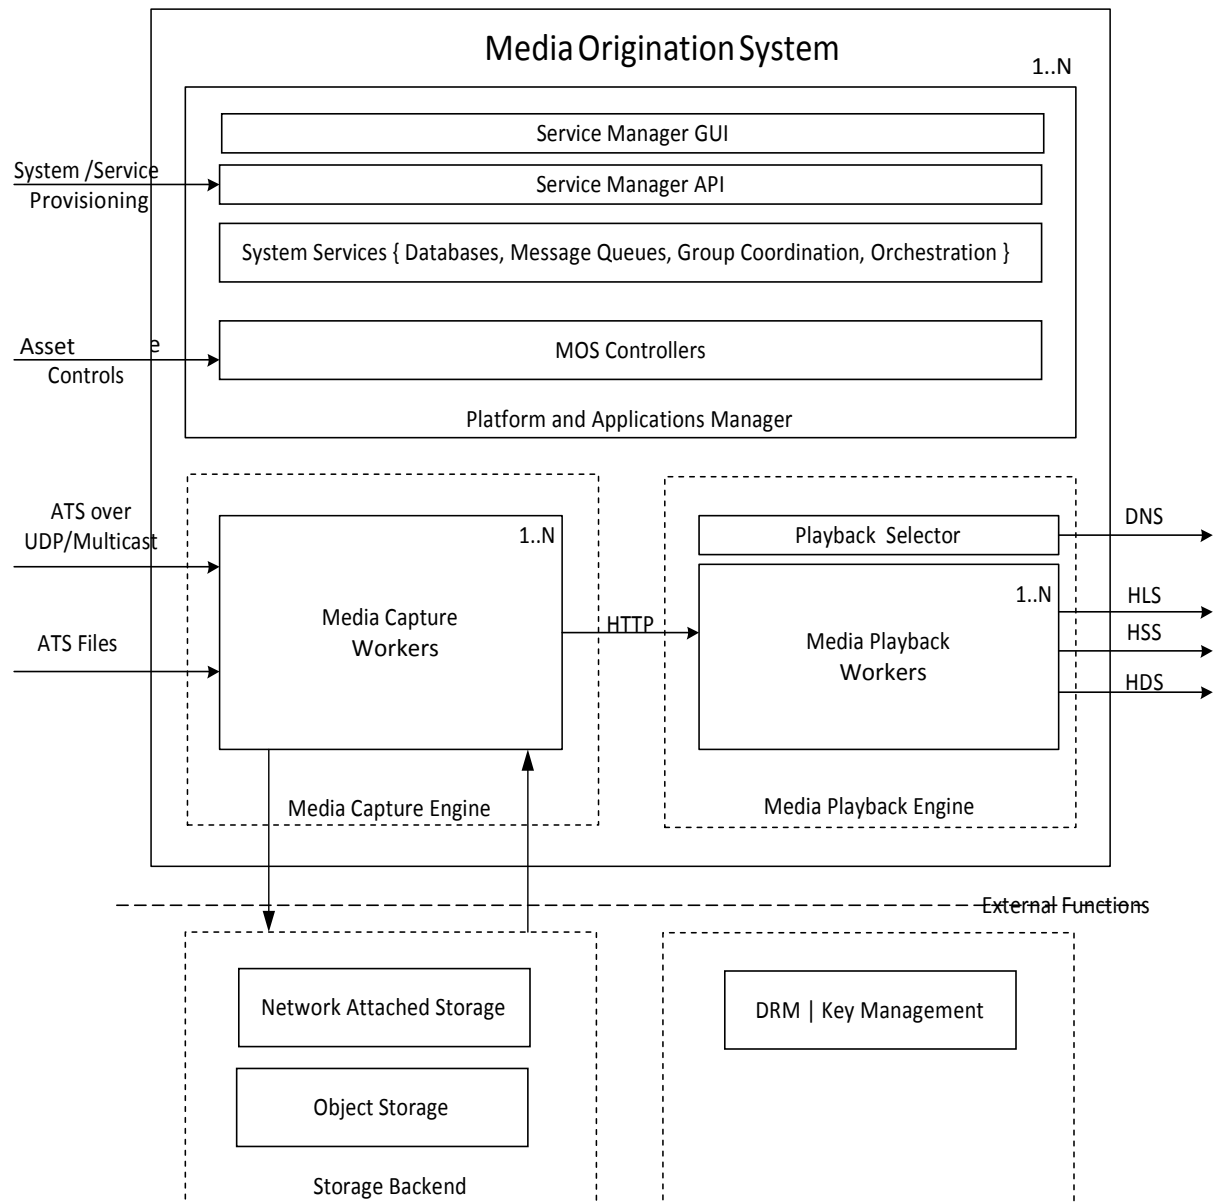 Media Origination System
1..N
Service Manager GUI
System /Service
Provisioning
Service Manager API
System Services { Databases, Message Queues, Group Coordination, Orchestration }
Asset e
Controls
MOS Controllers
Platform and Applications Manager
ATS over
UDP/Multicast
ATS Files
1..N
Media Capture
Workers
Media Capture Engine
HTTP
Playback Selector
1..N
Media Playback
Workers
Media Playback Engine
DNS
HLS
HSS
HDS
External Functions
Network Attached Storage
Object Storage
Storage Backend
DRM | Key Management